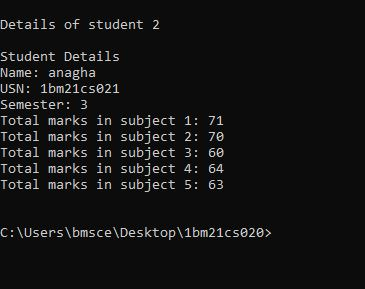 Details of student 2
Student Details
Name: anagha
USN: 1bm21cs021
Semester: 3
Total marks in subject 1: 71
Total marks in subject 2: 70
Total marks in subject 3: 60
Total marks in subject 4: 64
Total marks in subject 5: 63
C:\Users\bmsce\Desktop\1bm21cs020>